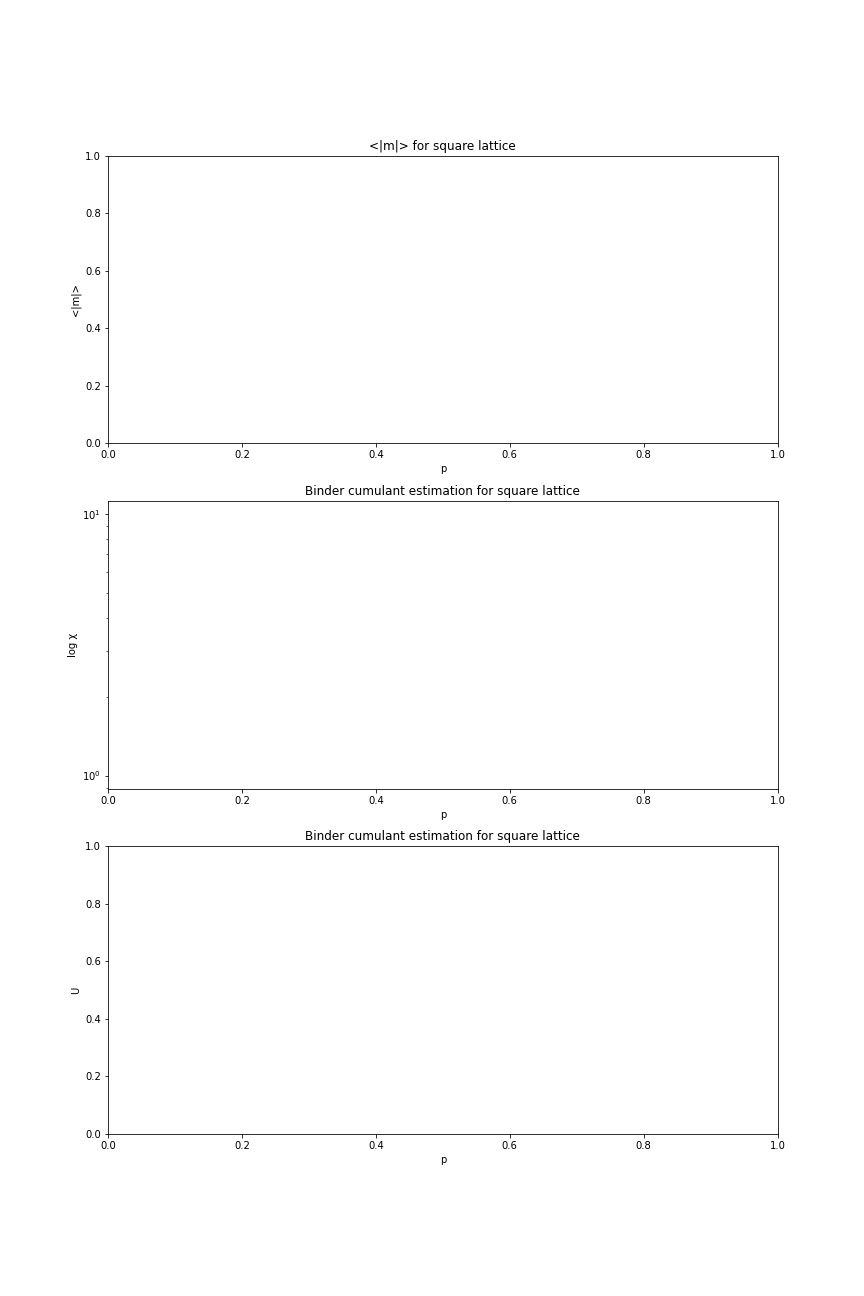 <|m|> for square lattice
1.0
0.8
0.6
0.4
0.2
0.0
<|m|>
0.0 0.2 0.4 0.6 0.8 1.0
p
Binder cumulant estimation for square lattice
10¹
10⁰
log χ
0.0 0.2 0.4 0.6 0.8 1.0
p
Binder cumulant estimation for square lattice
1.0
0.8
0.6
0.4
0.2
0.0
U
0.0 0.2 0.4 0.6 0.8 1.0
p